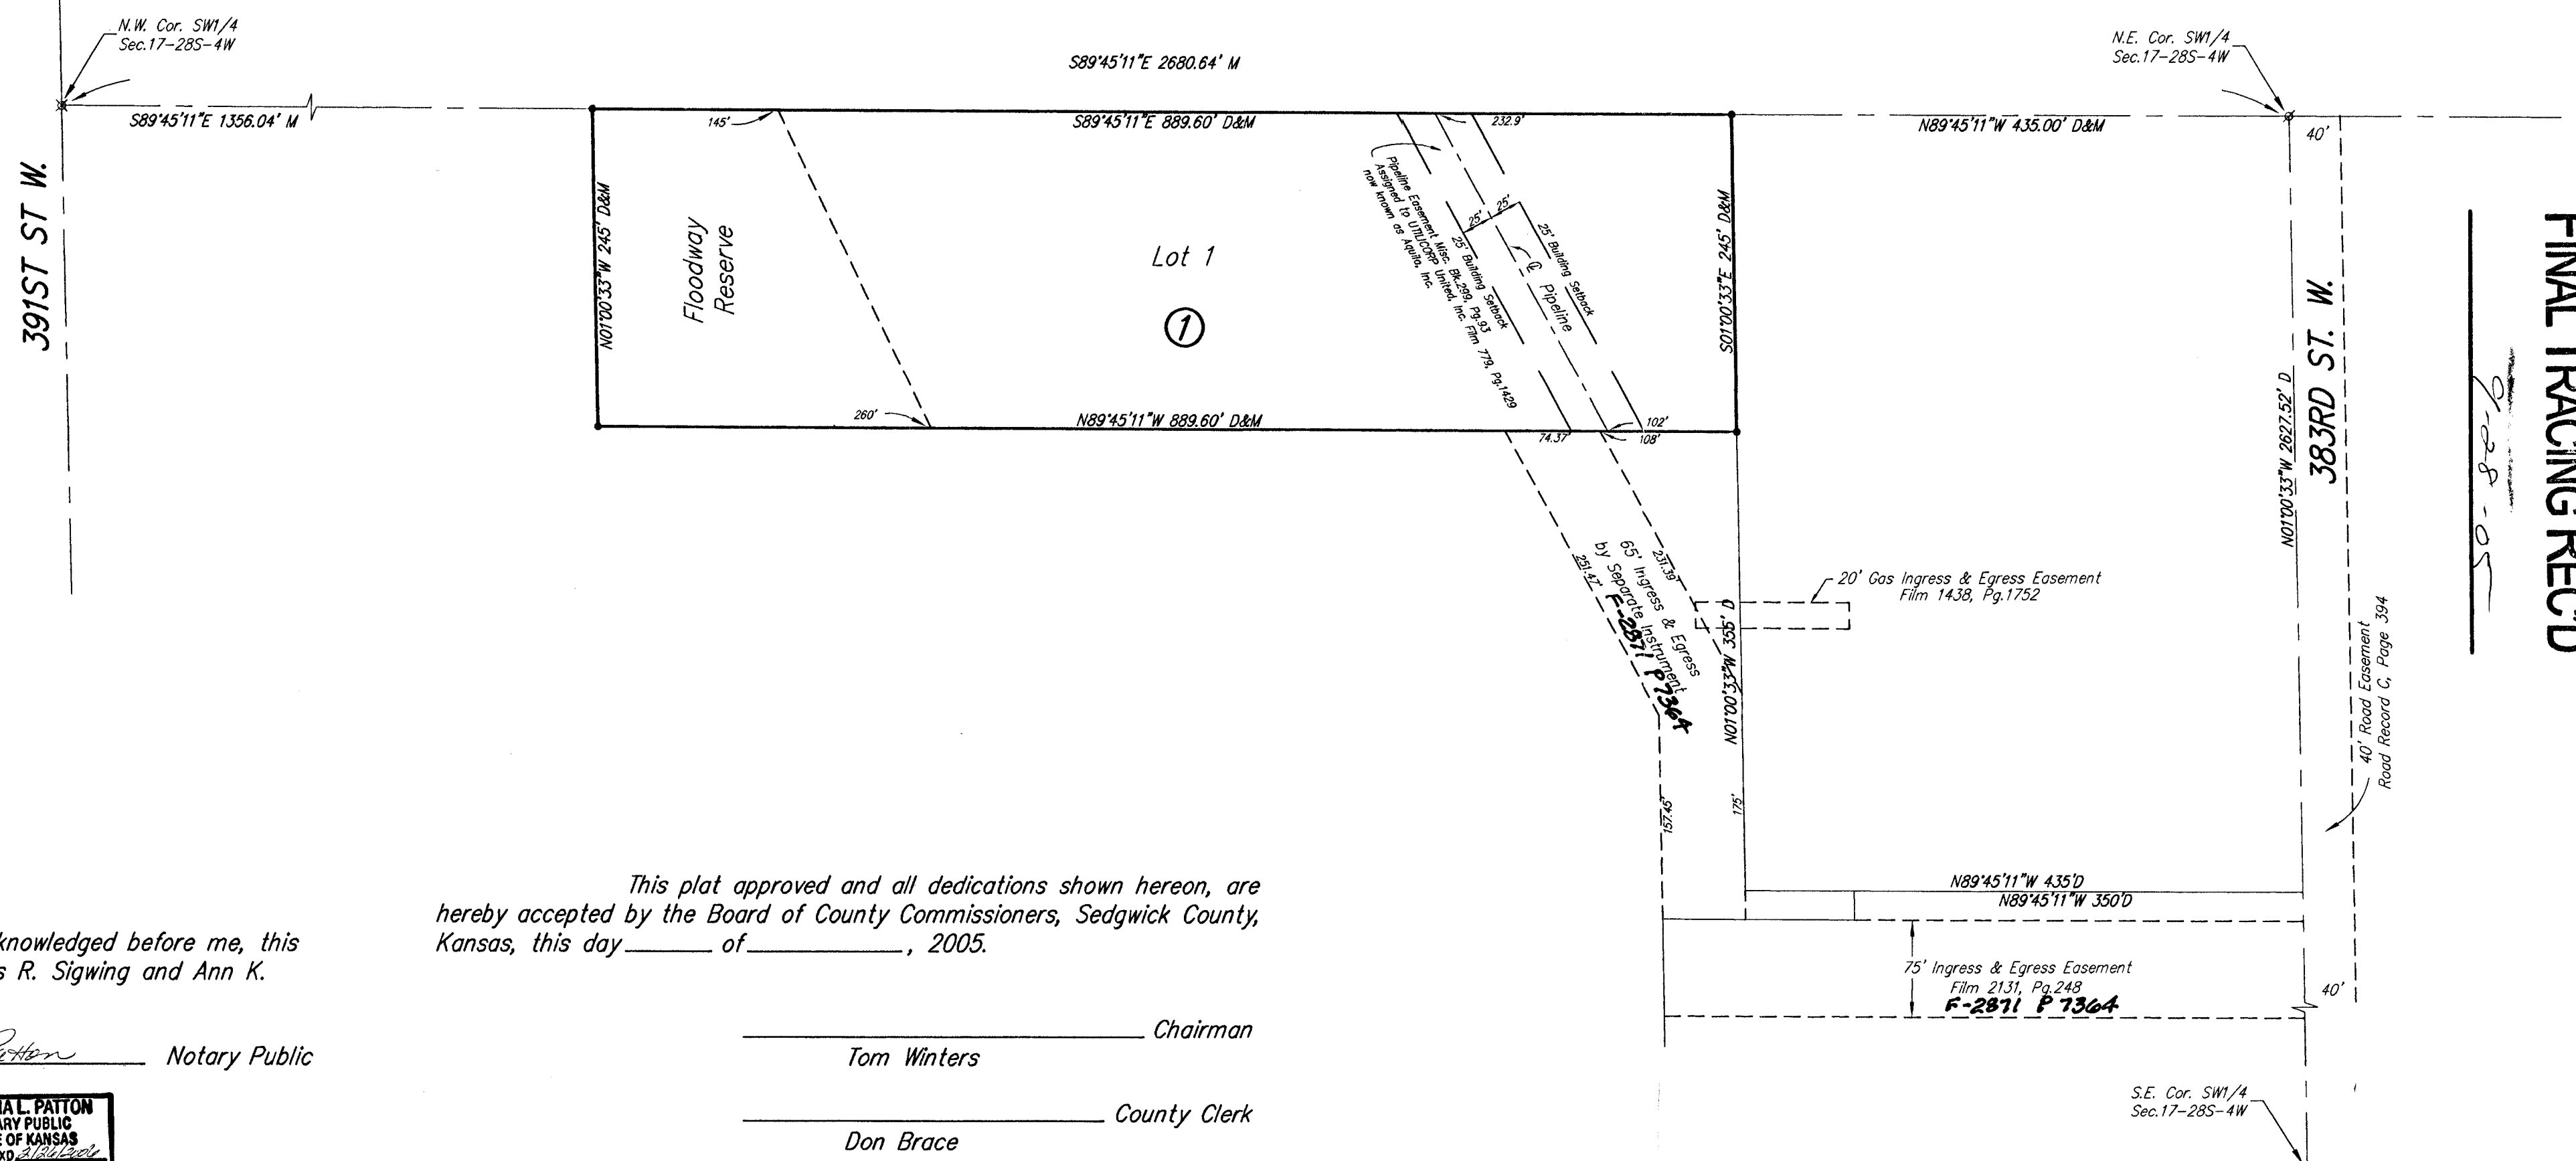 N.W. Cor. SW1/4
Sec.17-28S-4W
S89°45'11"E 2680.64' M
N.E. Cor. SW1/4
Sec.17-28S-4W
S89°45'11"E 1356.04' M
145'
S89°45'11"E 889.60' D&M
232.9'
N89°45'11"W 435.00' D&M
40'
391ST ST W.
N01°00'33"W 245' D&M
Floodway
Reserve
Lot 1
1
Pipeline Easement Misc. Bk.299, Pg.93
Assigned to UTILICORP United, Inc. Film 779, Pg.1429
now known as Aquila, Inc.
25'
25'
25' Building Setback
25' Building Setback
℄ Pipeline
S01°00'33"E 245' D&M
N01°00'33"W 2627.52' D
383RD ST. W.
FINAL TRACING REC'D
9-28-05
260'
N89°45'11"W 889.60' D&M
74.37'
102'
108'
251.47'
231.39'
65' Ingress & Egress
by Separate Instrument
F-2871 P 7364
20' Gas Ingress & Egress Easement
Film 1438, Pg.1752
N01°00'33"W 355' D
40' Road Easement
Road Record C, Page 394
157.45'
175'
N89°45'11"W 435'D
N89°45'11"W 350'D
75' Ingress & Egress Easement
Film 2131, Pg.248
F-2871 P 7364
40'
S.E. Cor. SW1/4
Sec.17-28S-4W
This plat approved and all dedications shown hereon, are
hereby accepted by the Board of County Commissioners, Sedgwick County,
Kansas, this day______ of__________, 2005.
Chairman
Tom Winters
County Clerk
Don Brace
knowledged before me, this
s R. Sigwing and Ann K.
Notary Public
A L. PATTON
ARY PUBLIC
E OF KANSAS
XP 2/26/2006